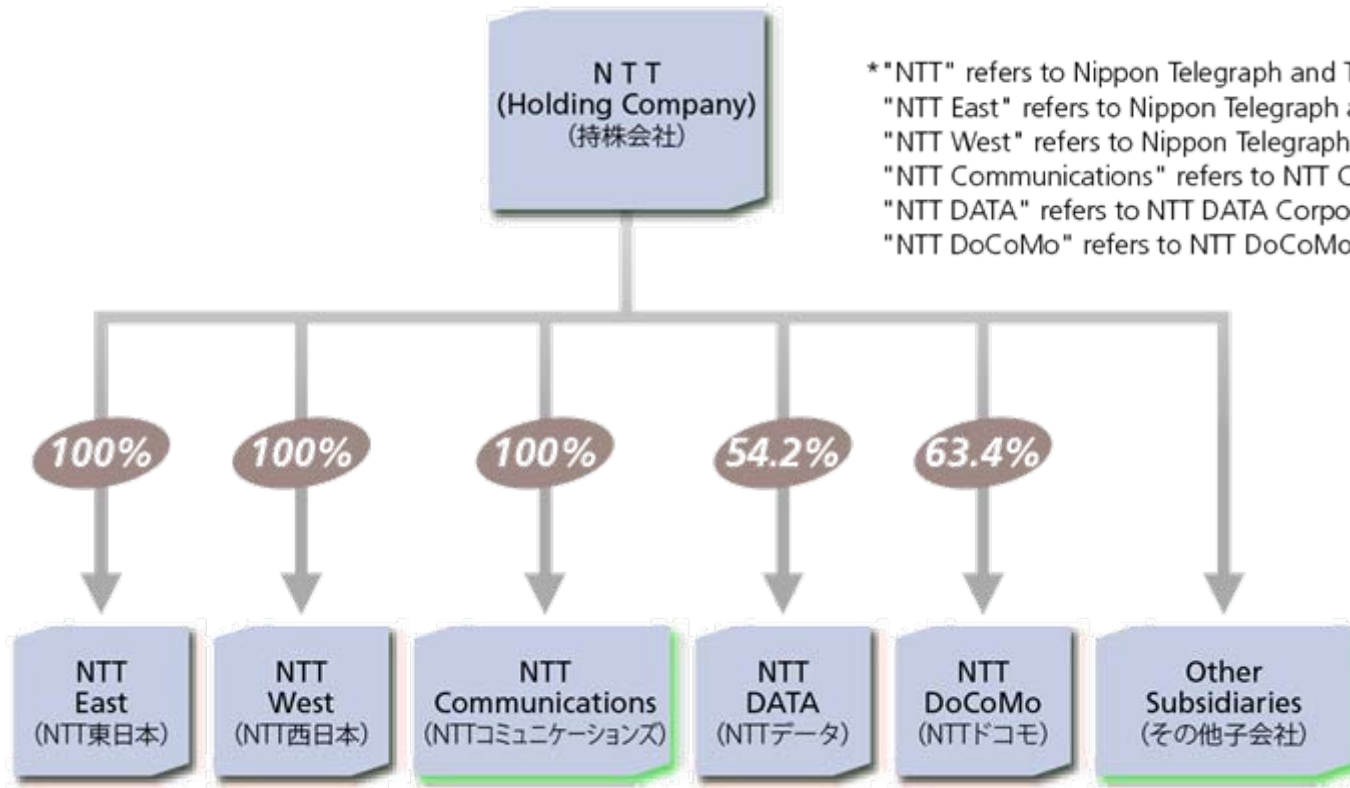 N T T
(Holding Company)
(持株会社)
*"NTT" refers to Nippon Telegraph and
"NTT East" refers to Nippon Telegraph
"NTT West" refers to Nippon Telegraph
"NTT Communications" refers to NTT
"NTT DATA" refers to NTT DATA
"NTT DoCoMo" refers to NTT DoCoMo
100%
100%
100%
54.2%
63.4%
NTT
East
(NTT東日本)
NTT
West
(NTT西日本)
NTT
Communications
(NTTコミュニケーションズ)
NTT
DATA
(NTTデータ)
NTT
DoCoMo
(NTTドコモ)
Other
Subsidiaries
(その他子会社)